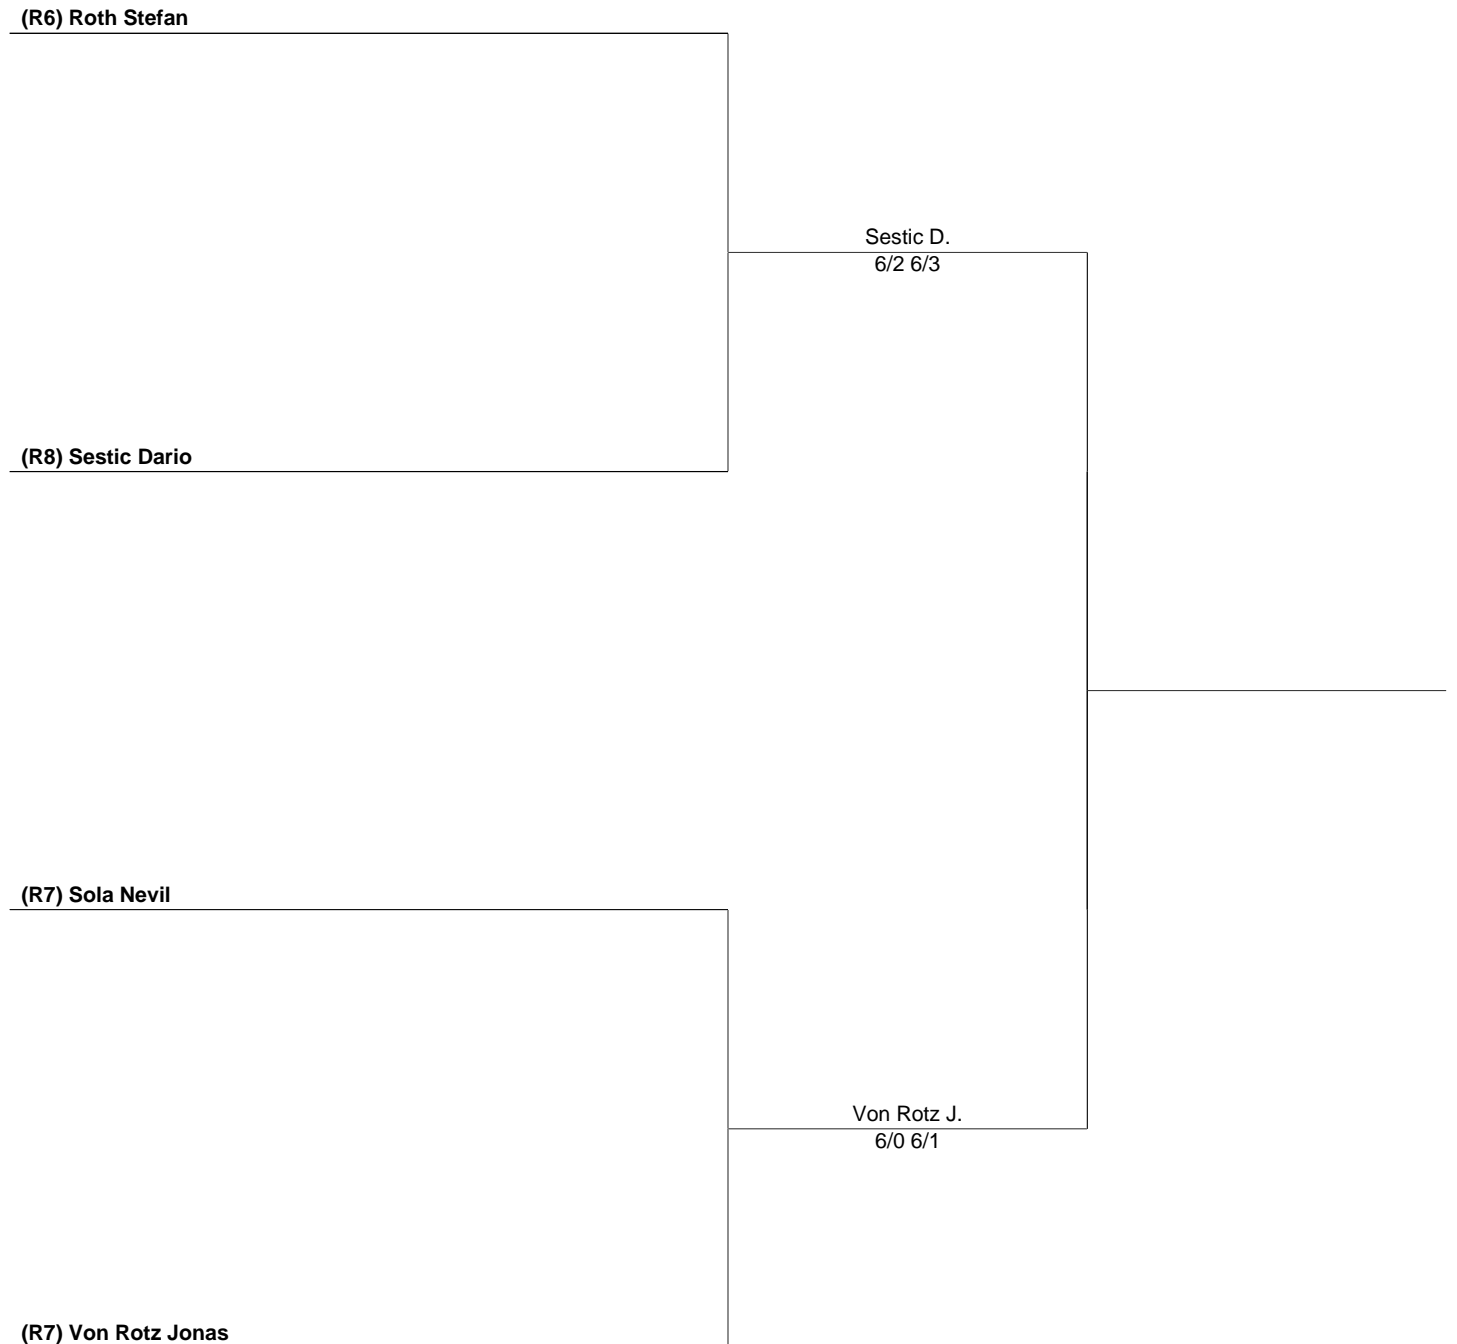 (R6) Roth Stefan
Sestic D.
6/2 6/3
(R8) Sestic Dario
(R7) Sola Nevil
Von Rotz J.
6/0 6/1
(R7) Von Rotz Jonas